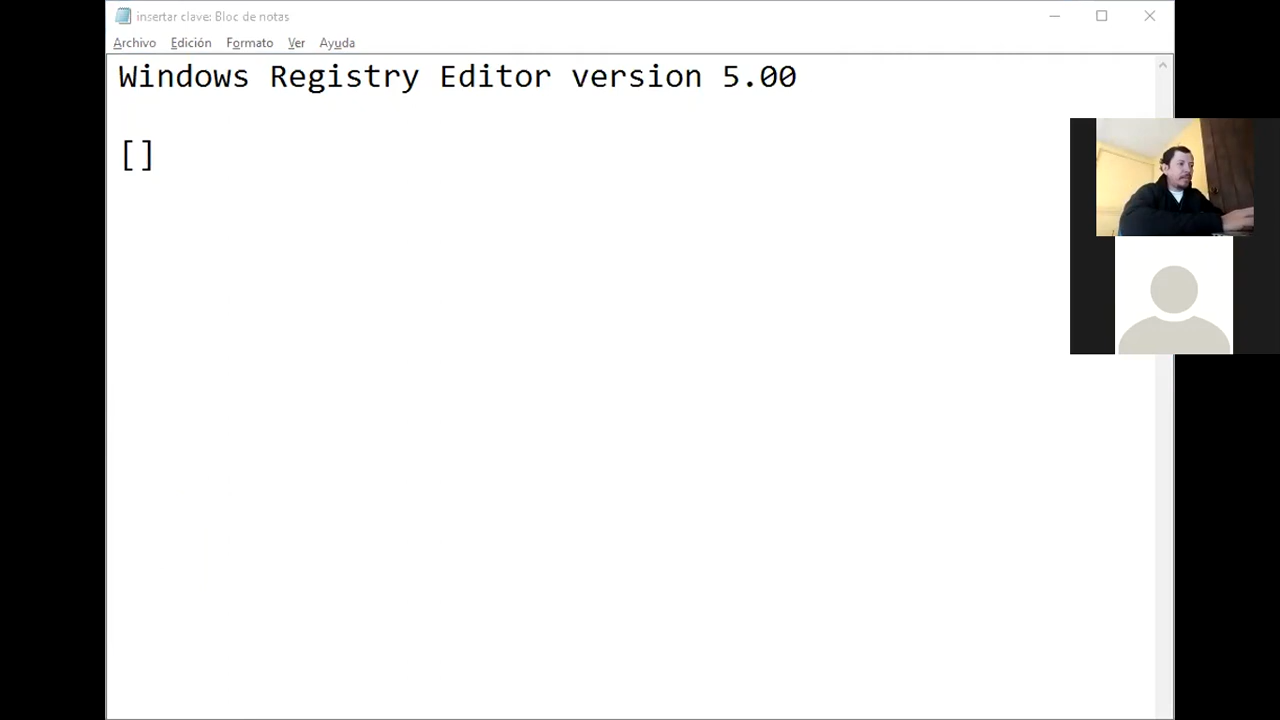 insertar clave: Bloc de notas
Archivo Edición Formato Ver Ayuda
Windows Registry Editor version 5.00
[]